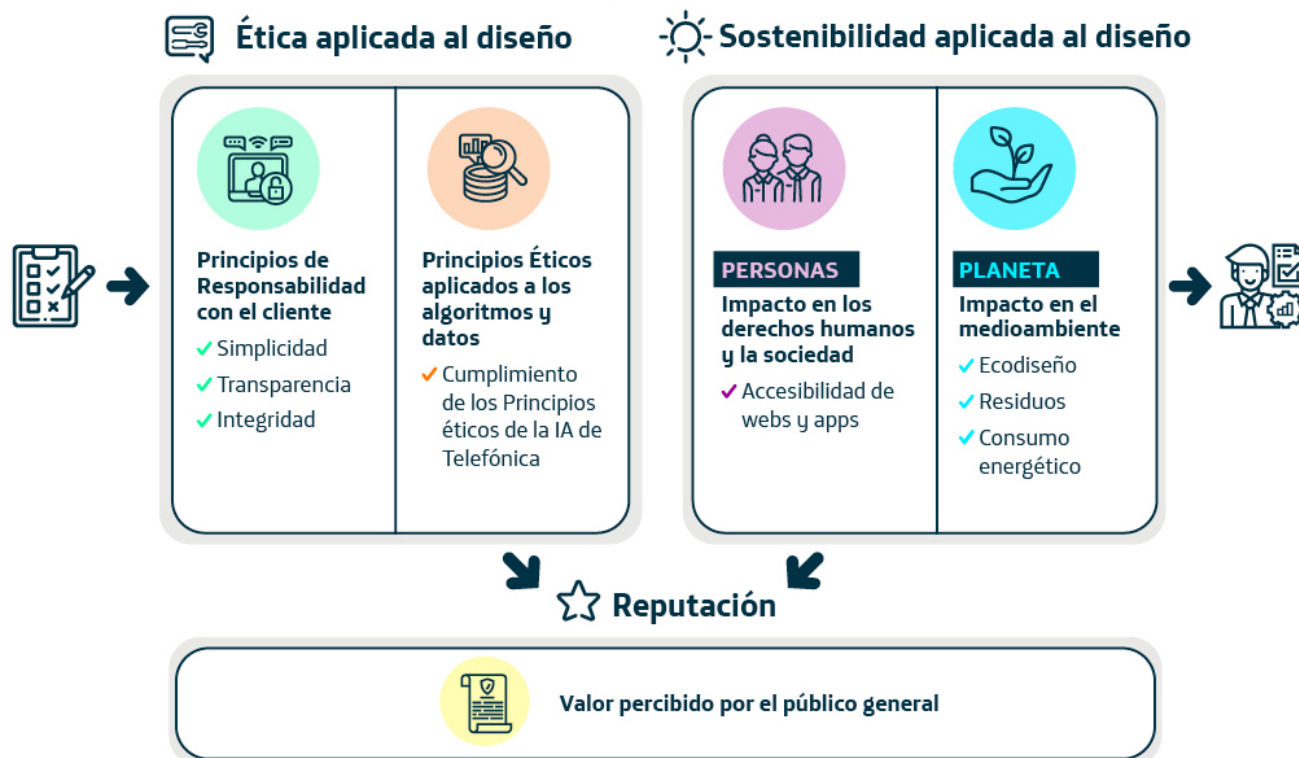 Ética aplicada al diseño
Sostenibilidad aplicada al diseño
Principios de
Responsabilidad
con el cliente
Simplicidad
Transparencia
Integridad
Principios Éticos
aplicados a los
algoritmos y
datos
Cumplimiento
de los Principios
éticos de la IA de
Telefónica
PERSONAS
Impacto en los
derechos humanos
y la sociedad
Accesibilidad de
webs y apps
PLANETA
Impacto en el
medioambiente
Ecodiseño
Residuos
Consumo
energético
Reputación
Valor percibido por el público general